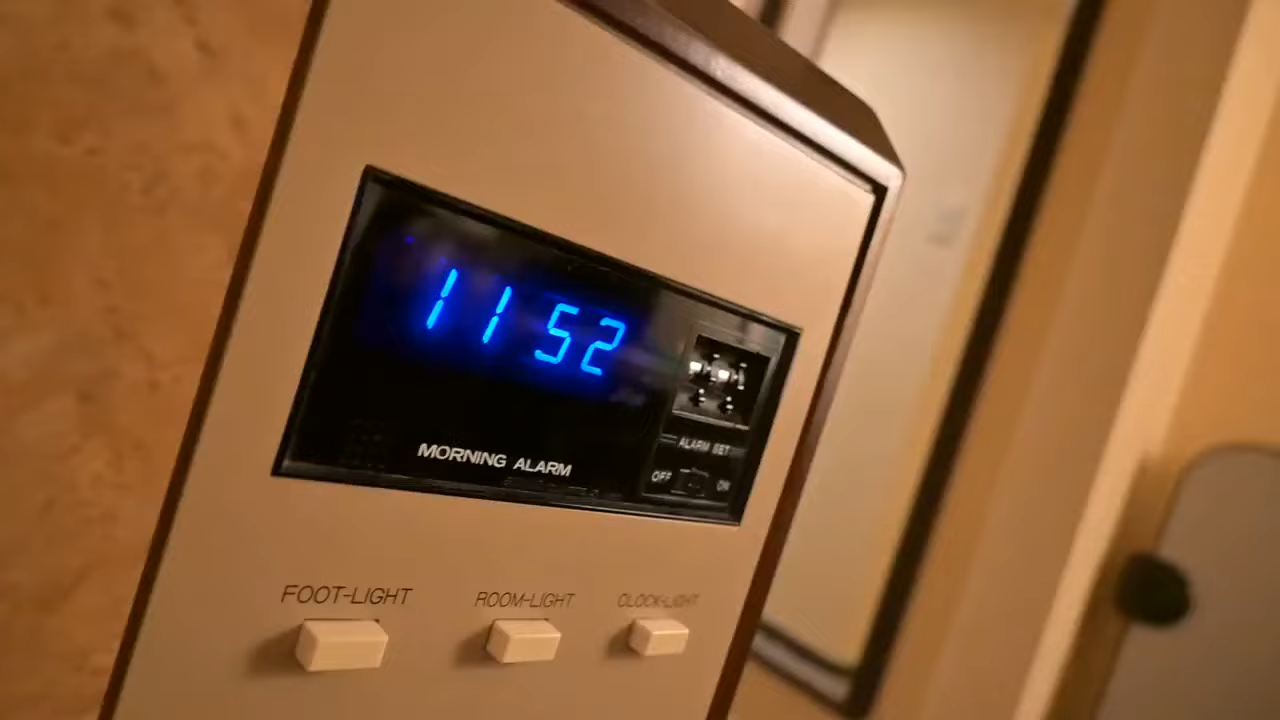 11 52
MORNING ALARM
ALARM SET
OFF ON
FOOT-LIGHT ROOM-LIGHT CLOCK-LIGHT